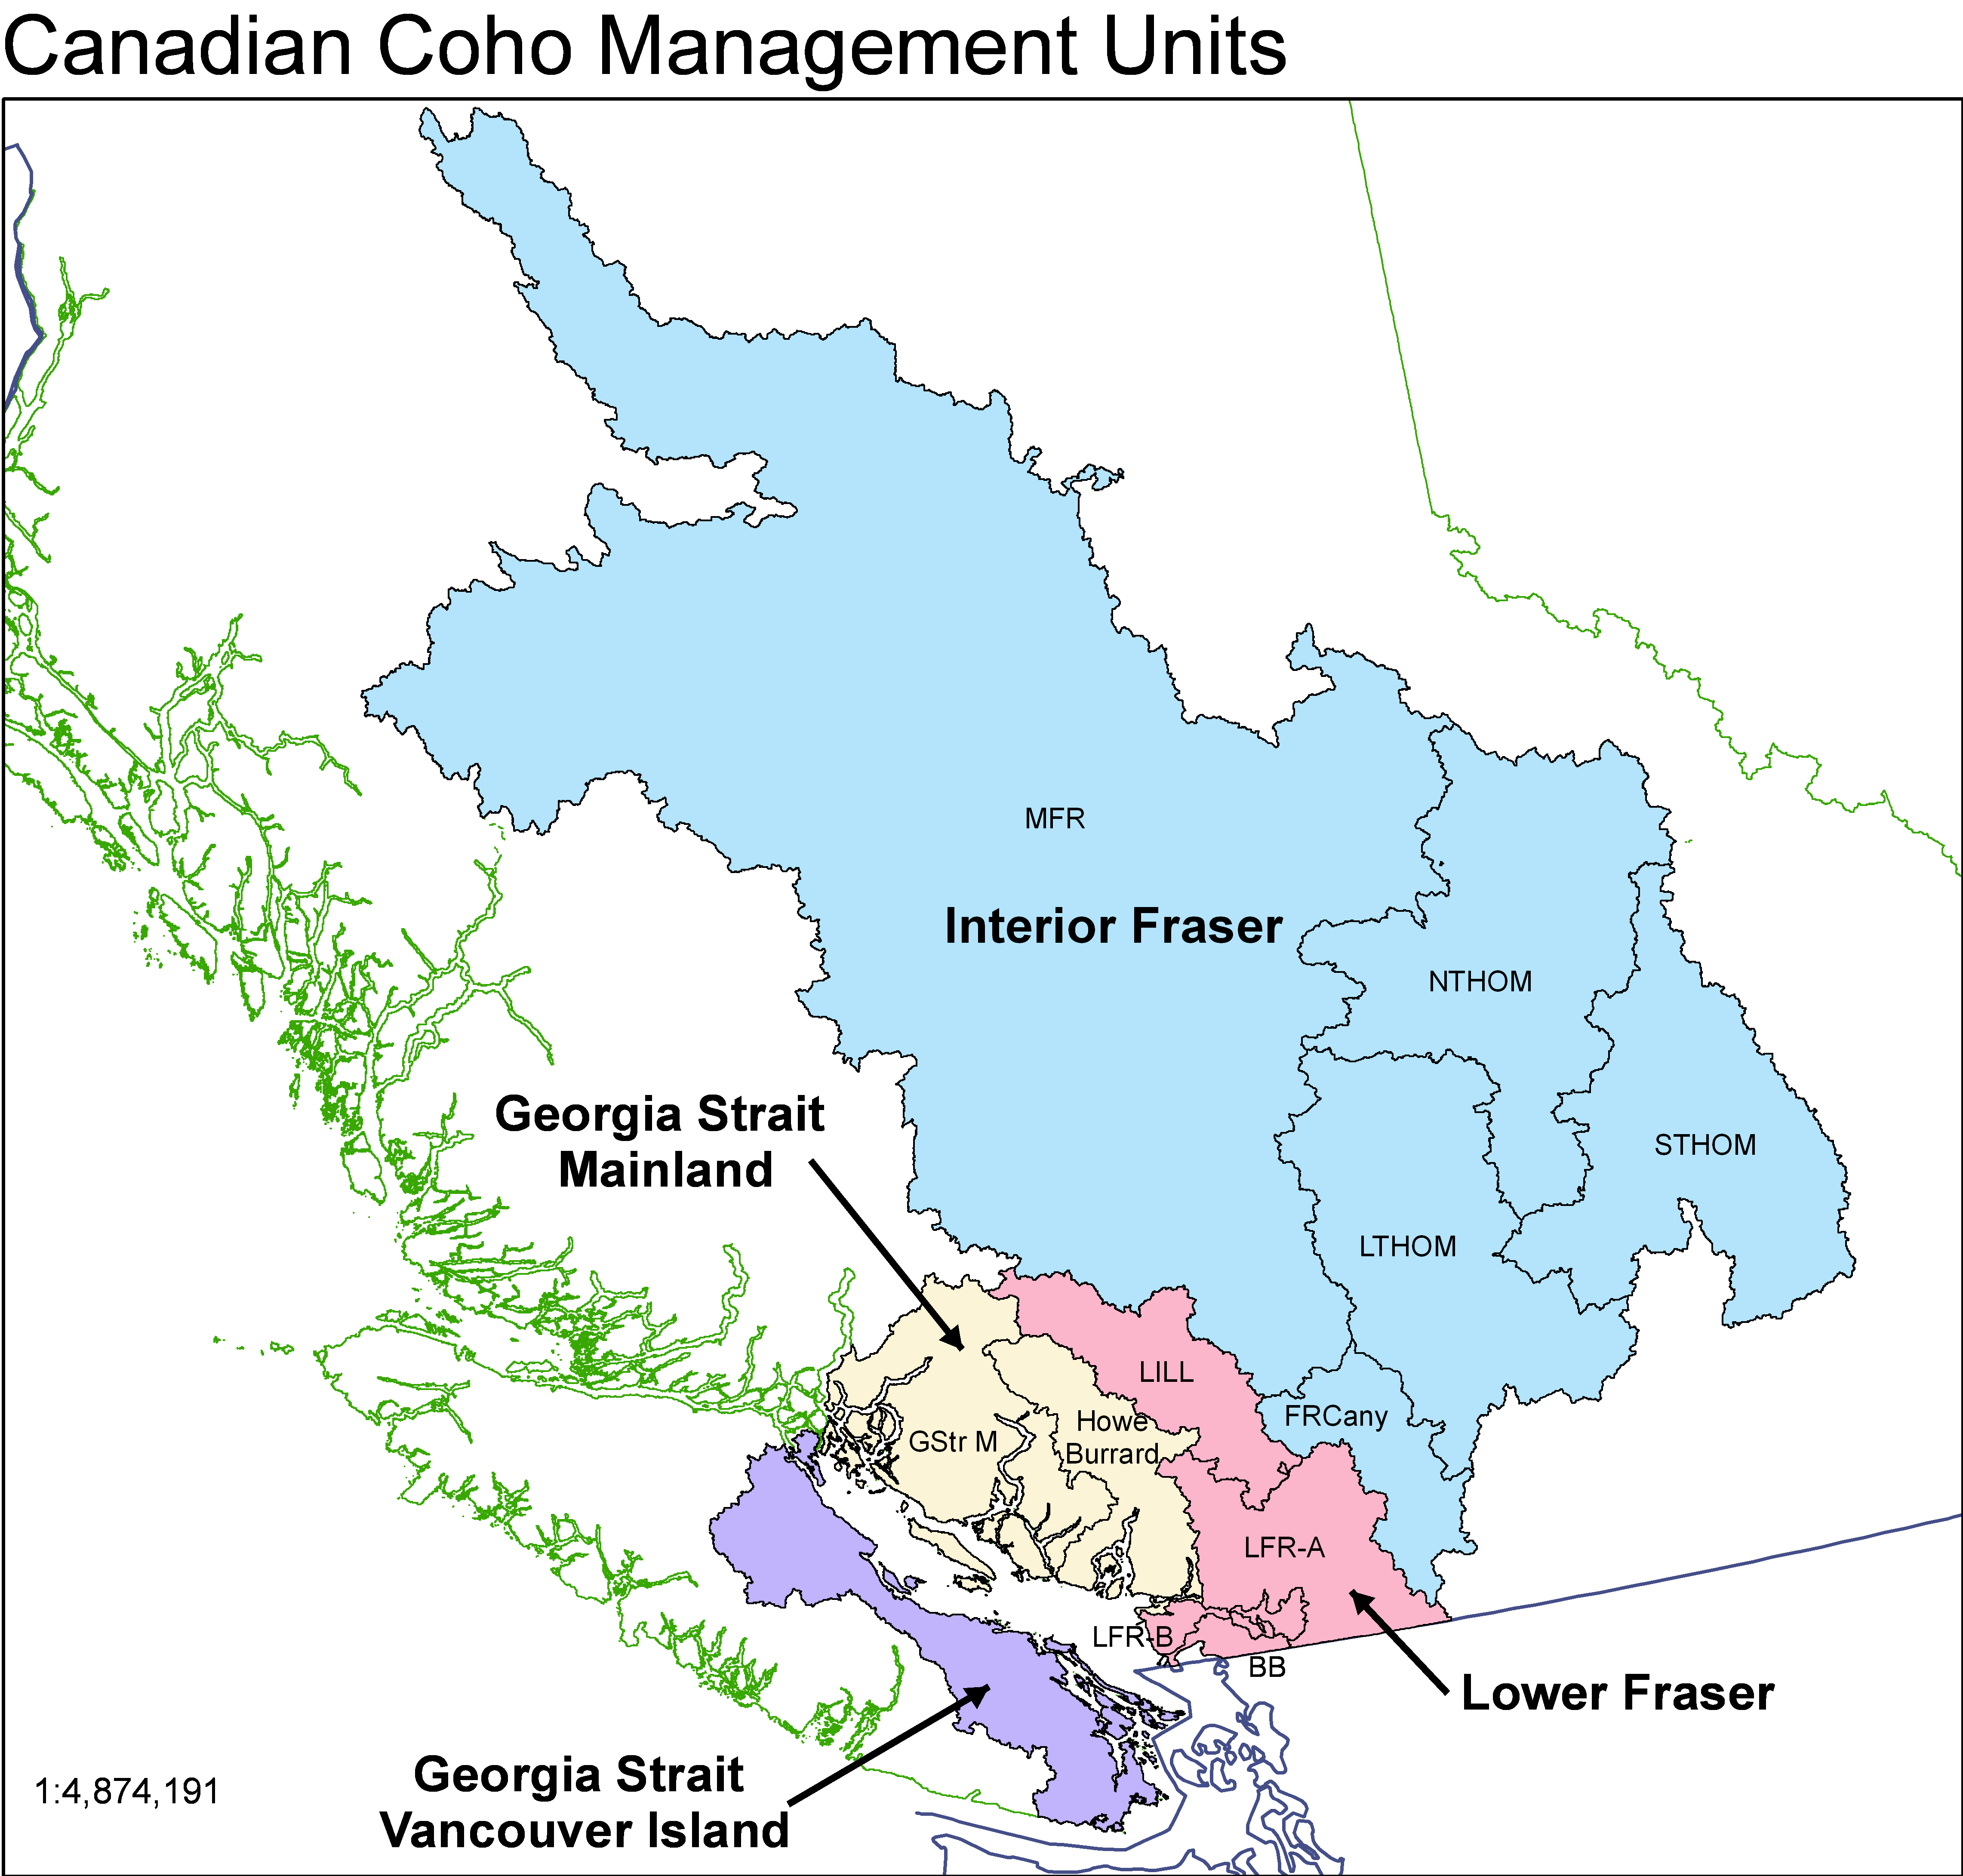 Canadian Coho Management Units
MFR
Interior Fraser
NTHOM
Georgia Strait
Mainland
STHOM
LTHOM
LILL
FRCany
Howe
Burrard
GStr M
LFR-A
LFR-B
BB
Lower Fraser
Georgia Strait
Vancouver Island
1:4,874,191